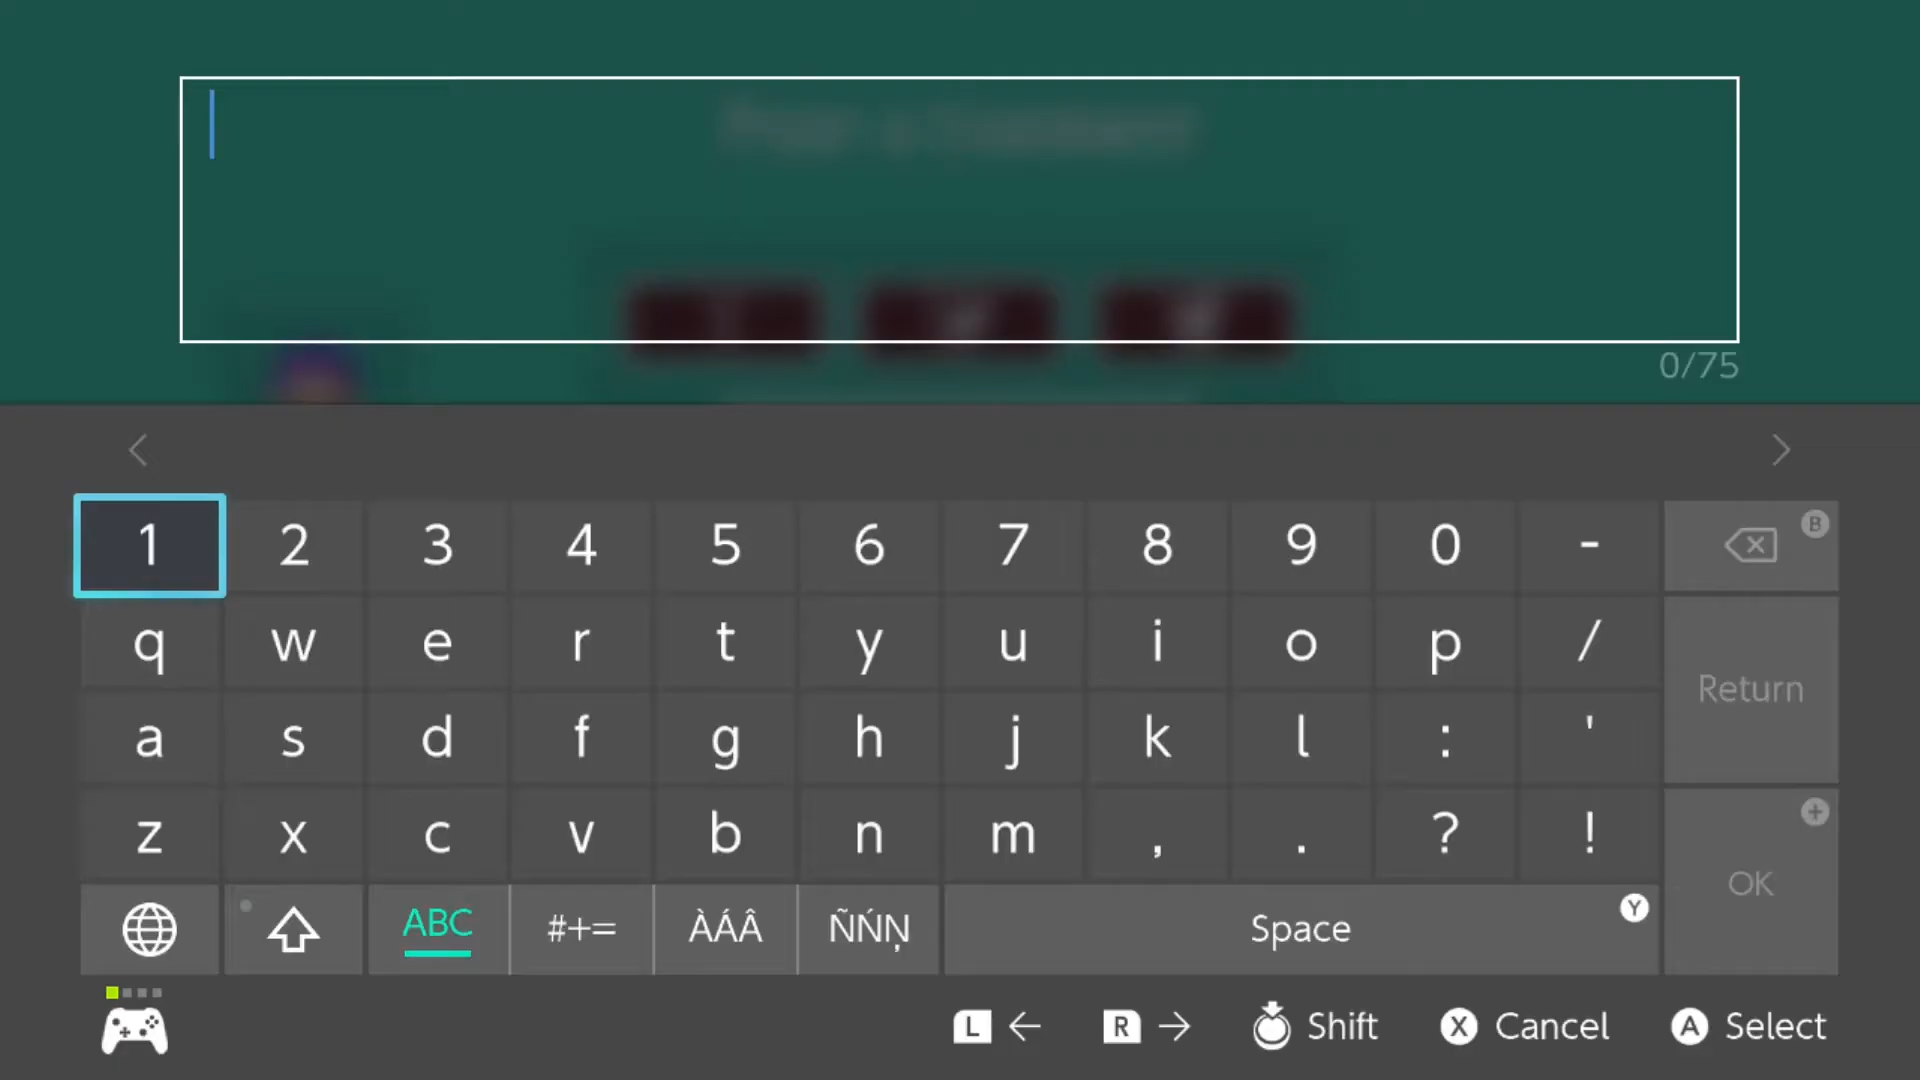 0/75
1 2 3 4 5 6 7 8 9 0 - B
q w e r t y u i o p / Return
a s d f g h j k l : '
z x c v b n m , . ? ! + OK
ABC #+= ÀÁÂ ÑŃŅ Space Y
L ← R → Shift X Cancel A Select